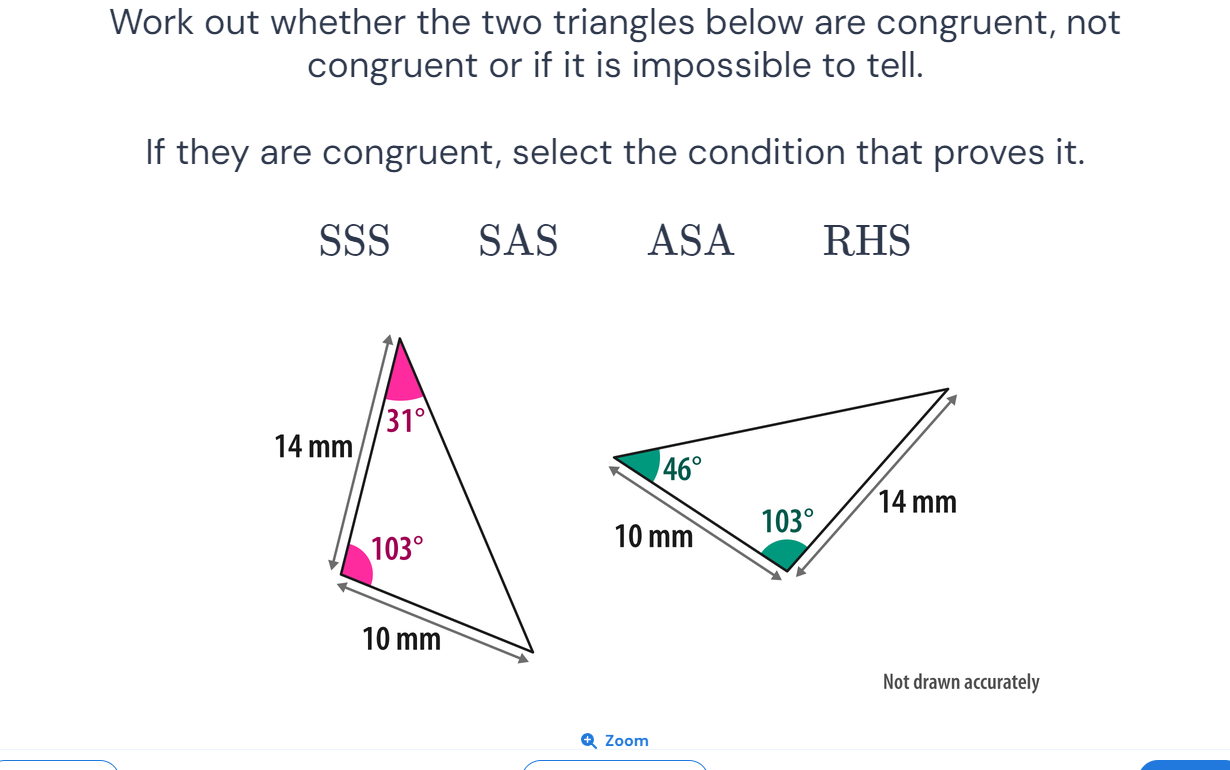 Work out whether the two triangles below are congruent, not
congruent or if it is impossible to tell.
If they are congruent, select the condition that proves it.
SSS SAS ASA RHS
31°
14 mm
103°
10 mm
46°
10 mm
103°
14 mm
Not drawn accurately
Zoom